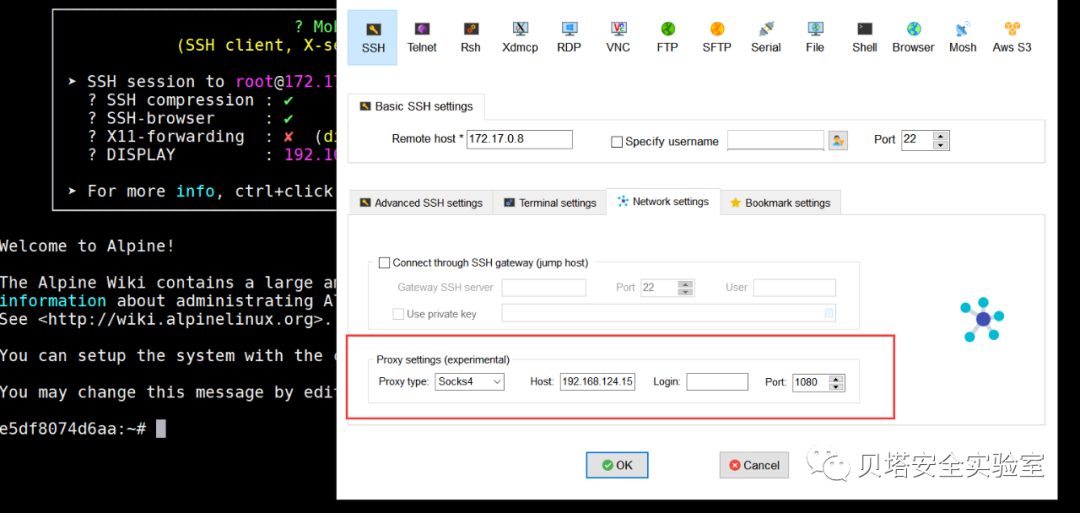 ? Mo
(SSH client, X-se
➤ SSH session to root@172.17
? SSH compression : ✔
? SSH-browser : ✔
? X11-forwarding : ✘ (di
? DISPLAY : 192.16
➤ For more info, ctrl+click
Welcome to Alpine!
The Alpine Wiki contains a large a
information about administrating Al
See <http://wiki.alpinelinux.org>.
You can setup the system with the
You may change this message by edi
e5df8074d6aa:~#
SSH Telnet Rsh Xdmcp RDP VNC FTP SFTP Serial File Shell Browser Mosh Aws S3
Basic SSH settings
Remote host * 172.17.0.8 Specify username Port 22
Advanced SSH settings Terminal settings Network settings Bookmark settings
Connect through SSH gateway (jump host)
Gateway SSH server Port 22 User
Use private key
Proxy settings (experimental)
Proxy type: Socks4 Host: 192.168.124.15 Login: Port: 1080
OK Cancel
贝塔安全实验室